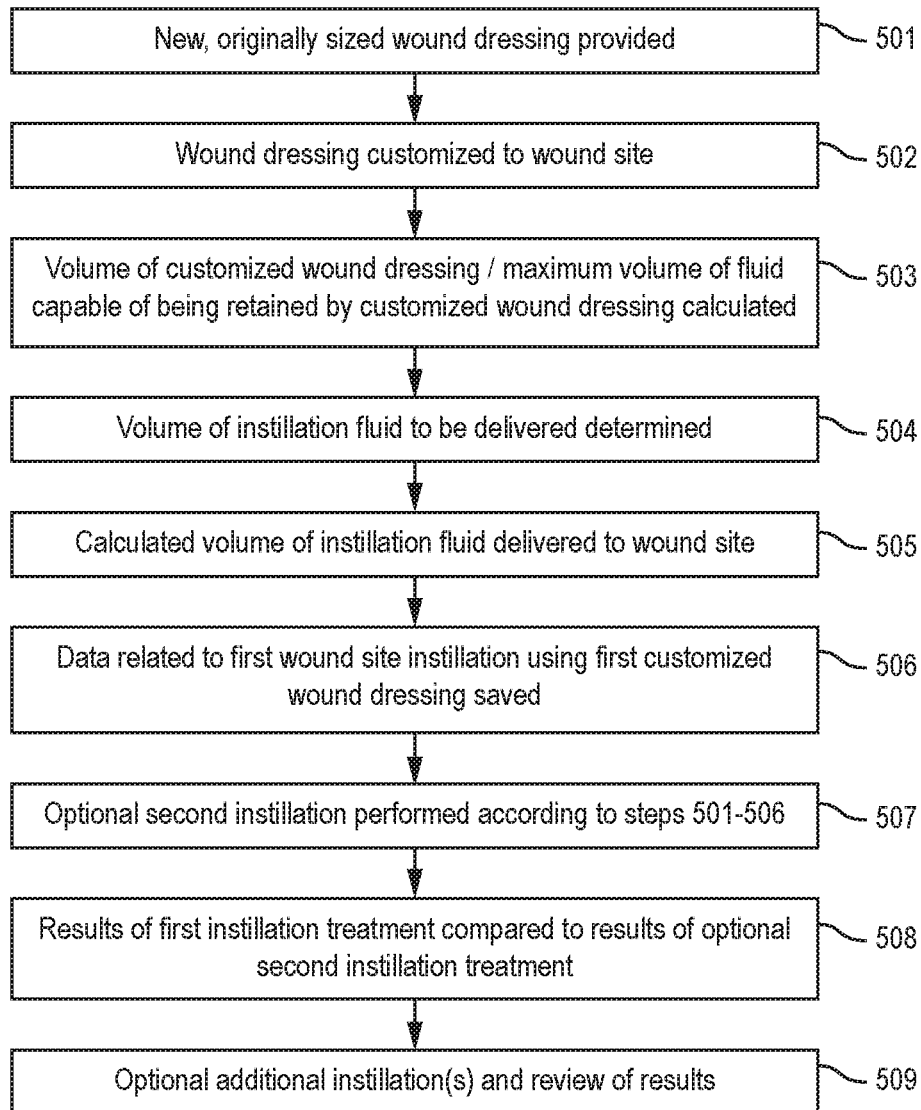 New, originally sized wound dressing provided
501
Wound dressing customized to wound site
502
Volume of customized wound dressing / maximum volume of fluid
capable of being retained by customized wound dressing calculated
503
Volume of instillation fluid to be delivered determined
504
Calculated volume of instillation fluid delivered to wound site
505
Data related to first wound site instillation using first customized
wound dressing saved
506
Optional second instillation performed according to steps 501-506
507
Results of first instillation treatment compared to results of optional
second instillation treatment
508
Optional additional instillation(s) and review of results
509